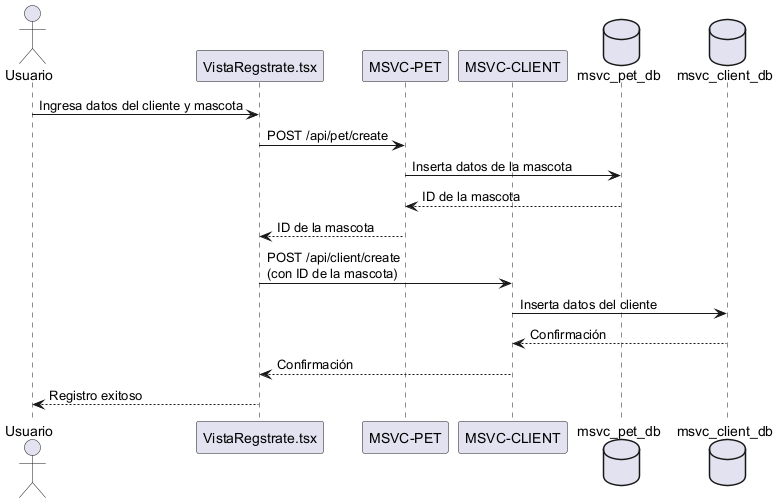 Usuario
VistaRegstrate.tsx
MSVC-PET
MSVC-CLIENT
msvc_pet_db
msvc_client_db
Ingresa datos del cliente y mascota
POST /api/pet/create
Inserta datos de la mascota
ID de la mascota
ID de la mascota
POST /api/client/create
(con ID de la mascota)
Inserta datos del cliente
Confirmación
Confirmación
Registro exitoso
Usuario
VistaRegstrate.tsx
MSVC-PET
MSVC-CLIENT
msvc_pet_db
msvc_client_db